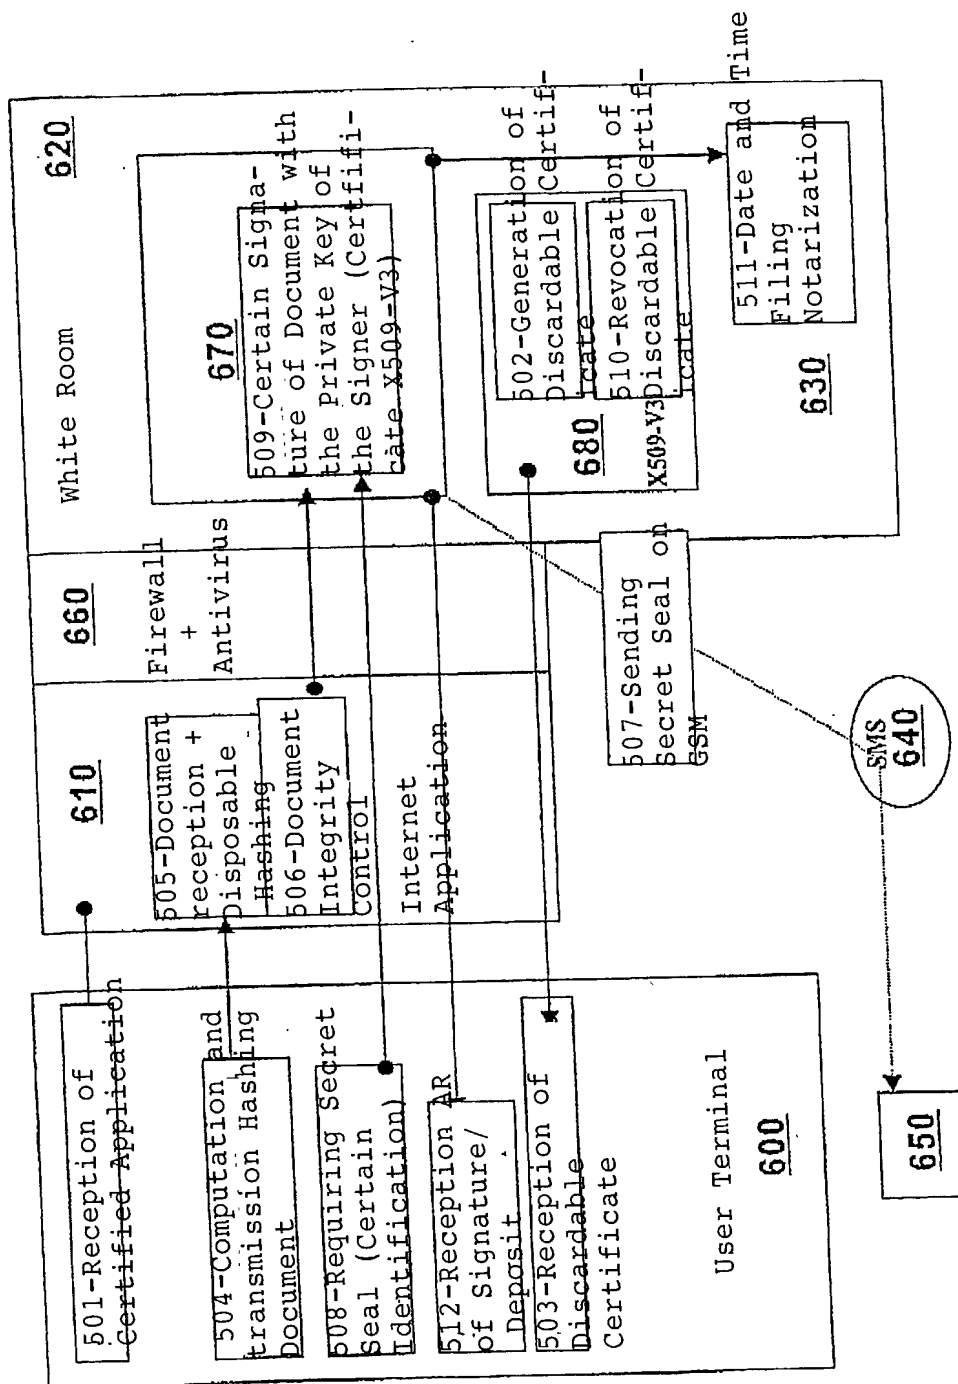 501-Reception of
Certified Application
504-Computation and
transmission Hashing
Document
508-Requiring Secret
Seal (Certain
Identification)
512-Reception AR
of Signature/
Deposit
503-Reception of
Discardable
Certificate
User Terminal
600
610
505-Document
reception +
Disposable
Hashing
506-Document
Integrity
Control
Internet
Application
660
Firewall
+
Antivirus
620
White Room
670
509-Certain Signa-
ture of Document with
the Private Key of
the Signer (Certfifi-
cate X509-V3)
680
X509-V3
502-Generation of
Discardable Certif-
icate
510-Revocation of
Discardable Certif-
icate
630
511-Date and Time
Filing
Notarization
507-Sending
Secret Seal on
GSM
SMS
640
650